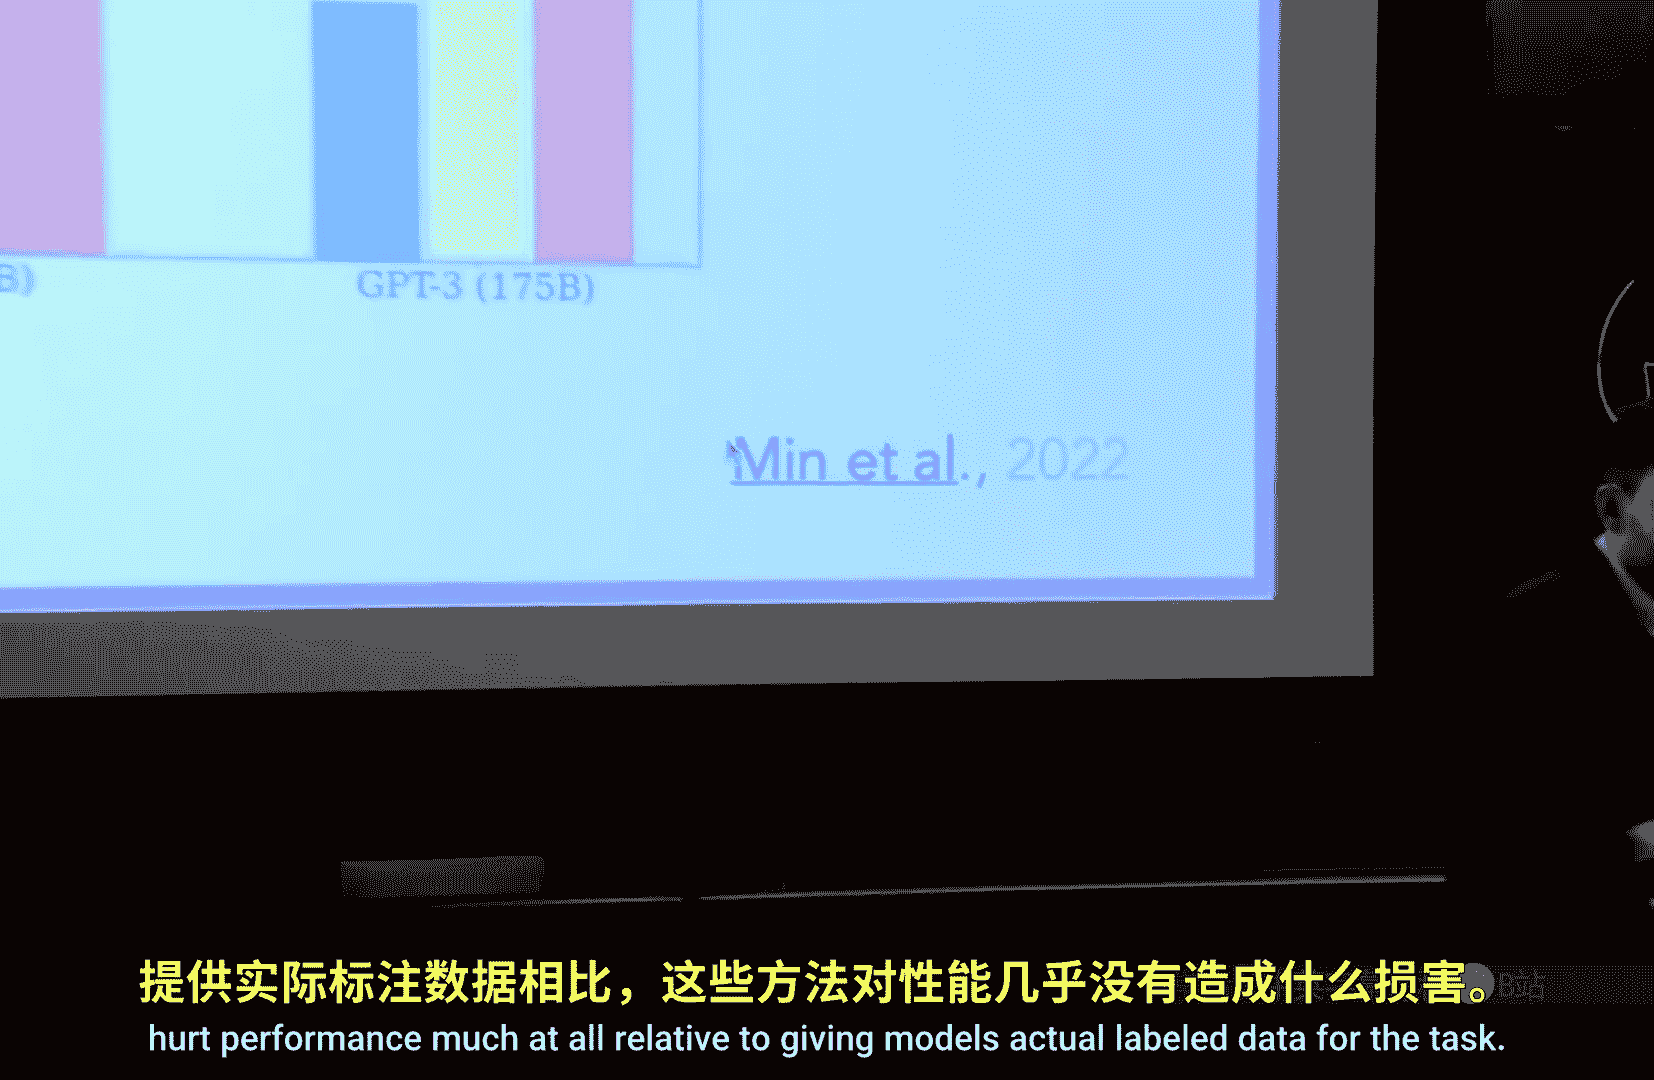 B)
GPT-3 (175B)
Min et al., 2022
提供实际标注数据相比，这些方法对性能几乎没有造成什么损害。
B站
hurt performance much at all relative to giving models actual labeled data for the task.